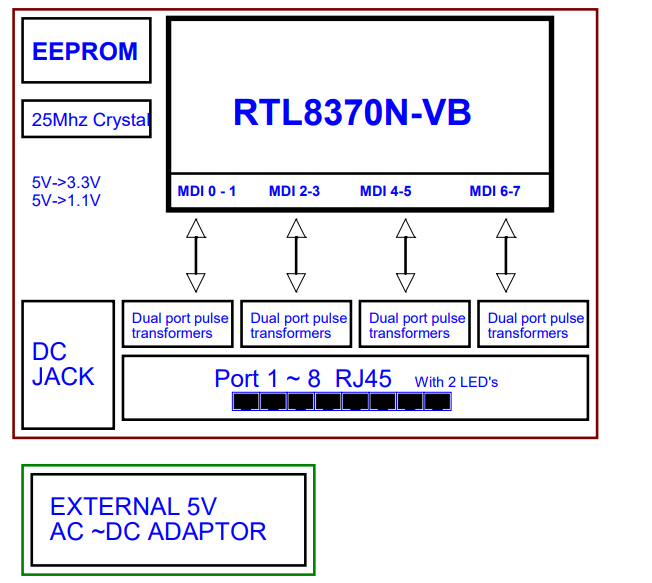 EEPROM
25Mhz Crystal
5V->3.3V
5V->1.1V
RTL8370N-VB
MDI 0 - 1
MDI 2-3
MDI 4-5
MDI 6-7
Dual port pulse
transformers
Dual port pulse
transformers
Dual port pulse
transformers
Dual port pulse
transformers
DC
JACK
Port 1 ~ 8 RJ45 With 2 LED's
EXTERNAL 5V
AC ~DC ADAPTOR